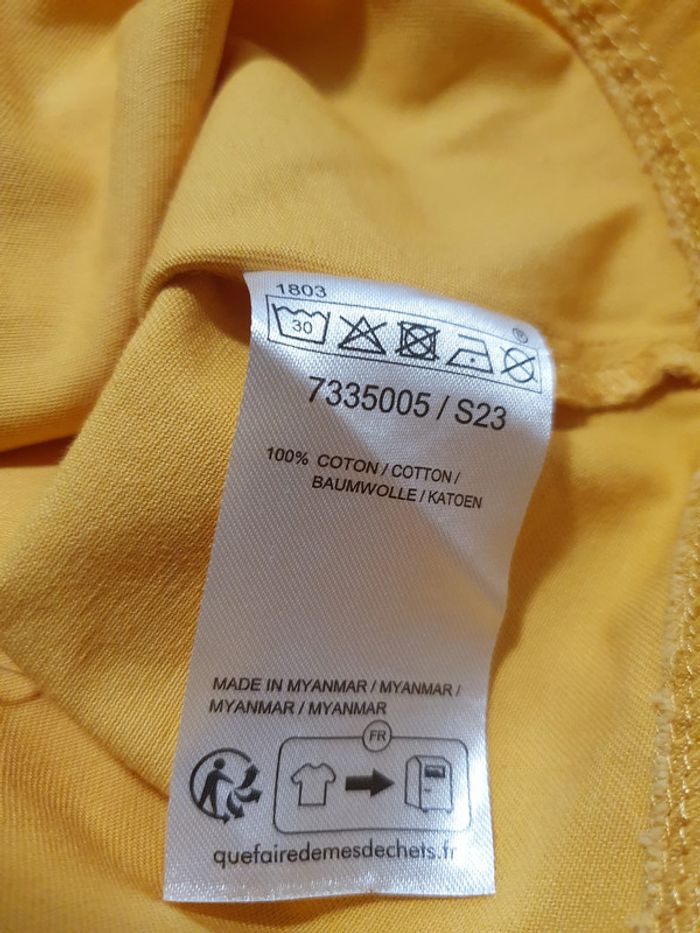 1803
30
7335005 / S23
100% COTON / COTTON /
BAUMWOLLE / KATOEN
MADE IN MYANMAR / MYANMAR /
MYANMAR / MYANMAR
FR
quefairedemesdechets.fr